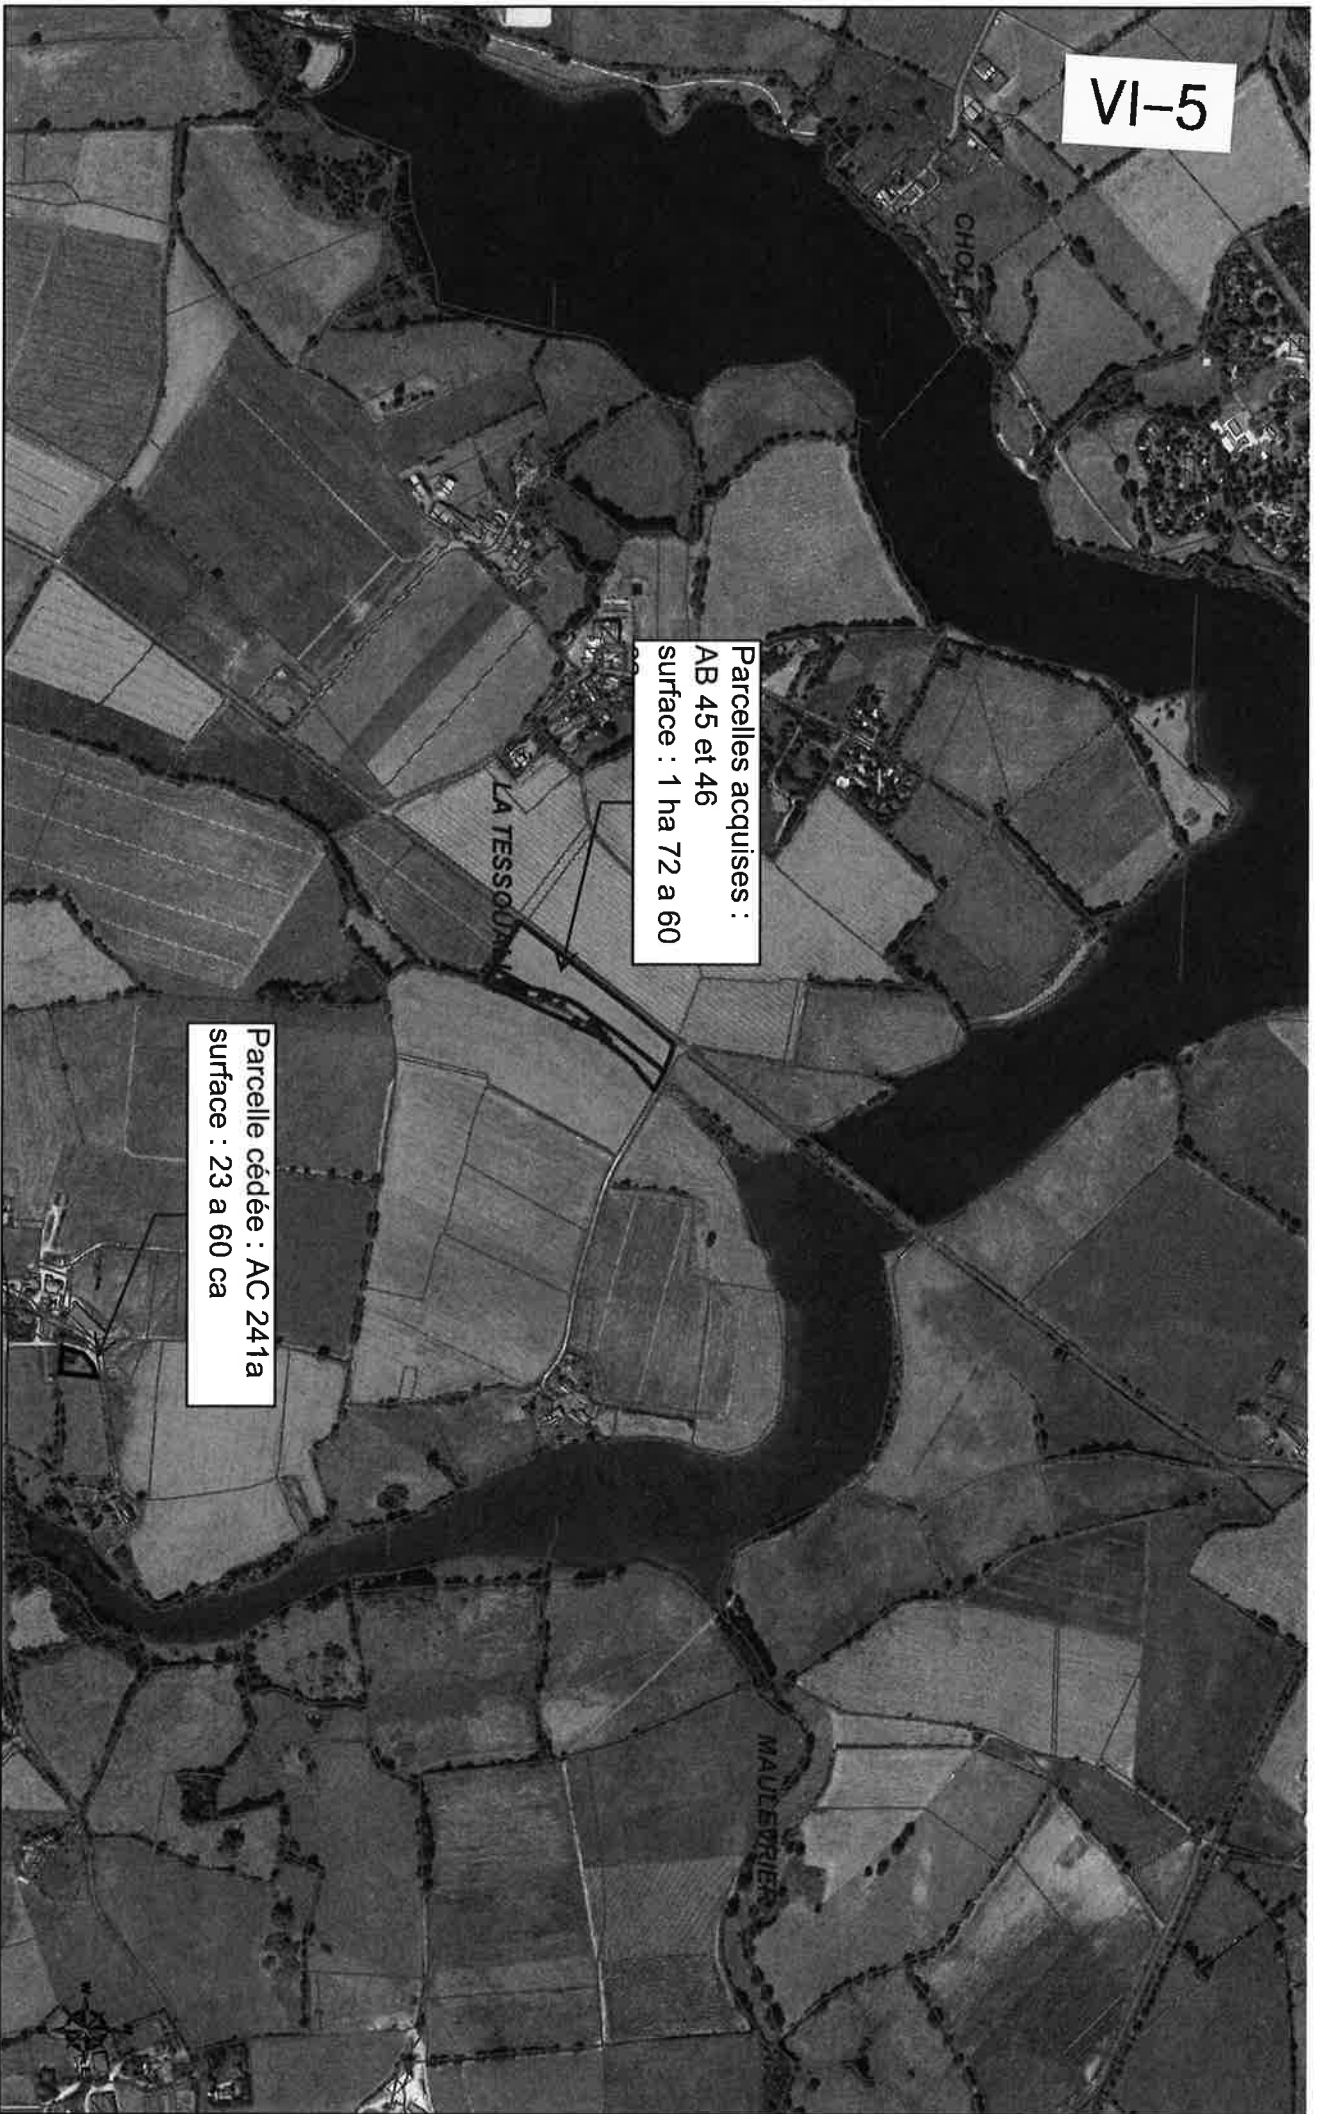 VI-5
CHOLET
Parcelles acquises :
AB 45 et 46
surface : 1 ha 72 a 60
LA TESSOUA
Parcelle cédée : AC 241a
surface : 23 a 60 ca
MAULEVRIER